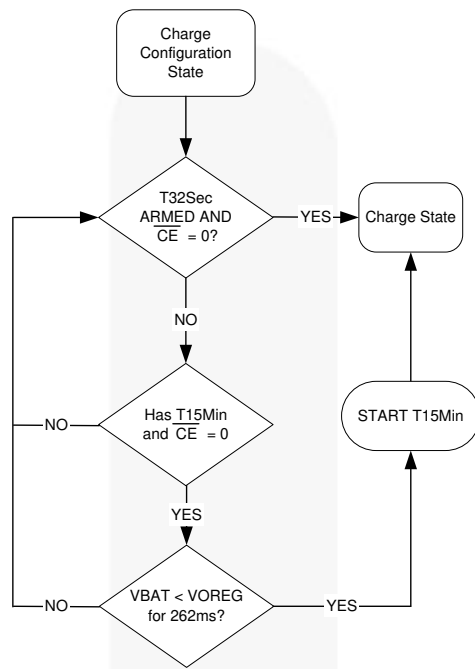 Charge
Configuration
State
T32Sec
ARMED AND
CE = 0?
YES
Charge State
NO
Has T15Min
and CE = 0
NO
START T15Min
YES
VBAT < VOREG
for 262ms?
NO
YES